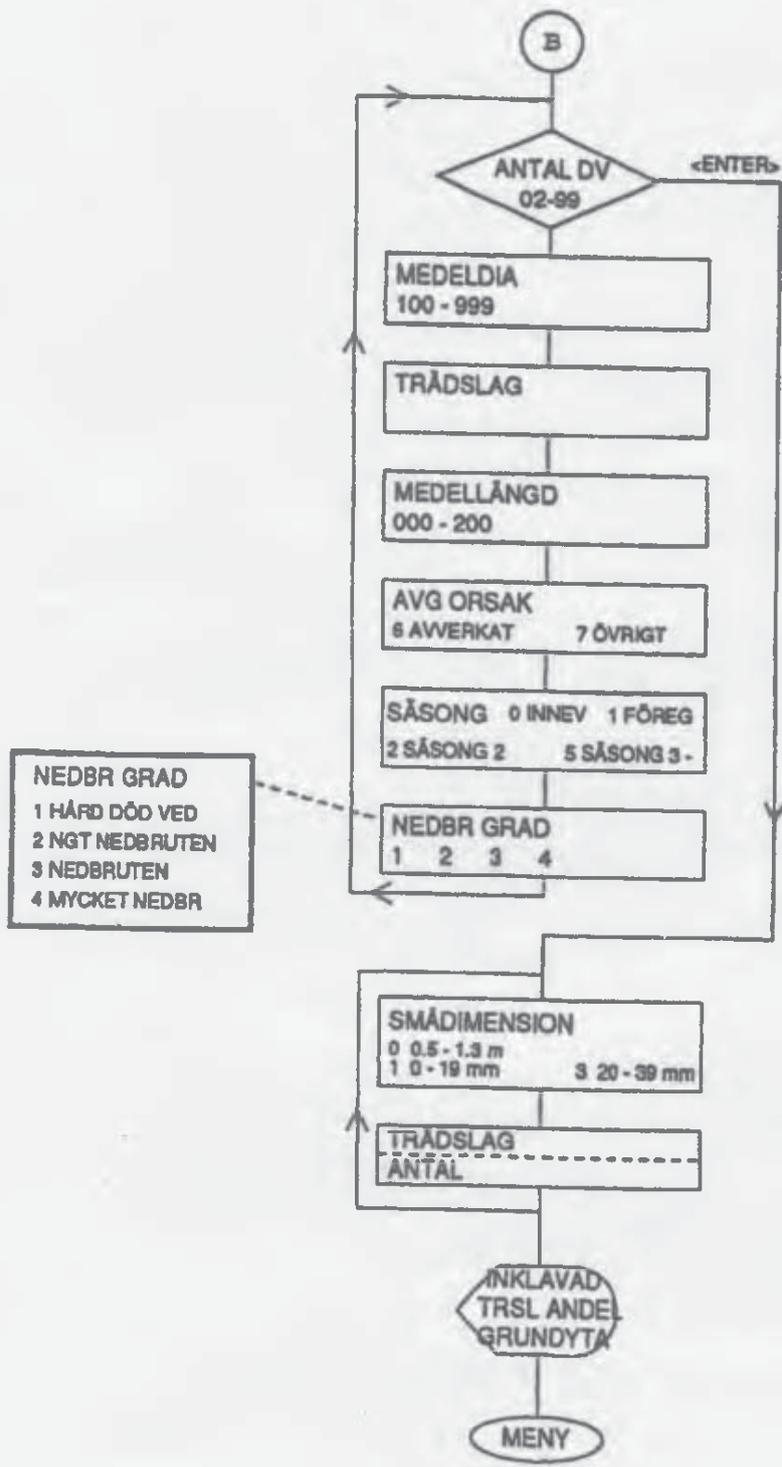 B
ANTAL DV
02-99
<ENTER>
MEDELDIA
100 - 999
TRÄDSLAG
MEDELLÄNGD
000 - 200
AVG ORSAK
6 AVVERKAT 7 ÖVRIGT
SÄSONG 0 INNEV 1 FÖREG
2 SÄSONG 2 5 SÄSONG 3 -
NEDBR GRAD
1 HÅRD DÖD VED
2 NGT NEDBRUTEN
3 NEDBRUTEN
4 MYCKET NEDBR
NEDBR GRAD
1 2 3 4
SMÅDIMENSION
0 0.5 - 1.3 m
1 0 - 19 mm 3 20 - 39 mm
TRÄDSLAG
ANTAL
INKLAVAD
TRSL ANDEL
GRUNDYTA
MENY